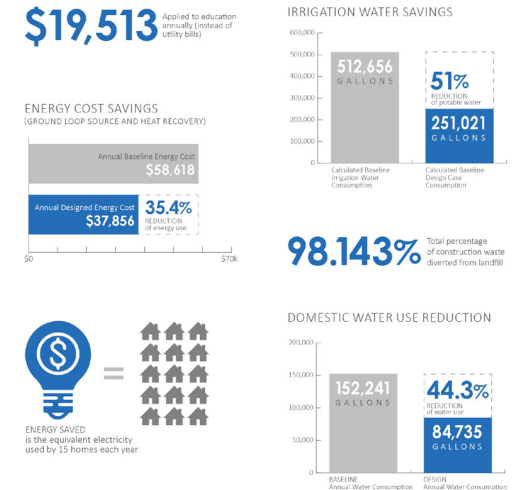 $19,513
Applied to education
annually (instead of
utility bills)
ENERGY COST SAVINGS
(GROUND LOOP SOURCE AND HEAT RECOVERY)
Annual Baseline Energy Cost
$58,618
Annual Designed Energy Cost
$37,856
35.4%
REDUCTION
of energy use
$0
$70k
$
=
ENERGY SAVED
is the equivalent electricity
used by 15 homes each year
IRRIGATION WATER SAVINGS
600,000
500,000
400,000
300,000
200,000
100,000
0
512,656
GALLONS
51%
REDUCTION
of potable water
251,021
GALLONS
Calculated Baseline
Irrigation Water
Consumption
Calculated Baseline
Design Case
Consumption
98.143%
Total percentage
of construction waste
diverted from landfill
DOMESTIC WATER USE REDUCTION
200,000
150,000
100,000
50,000
0
152,241
GALLONS
44.3%
REDUCTION
of water use
84,735
GALLONS
BASELINE
Annual Water Consumption
DESIGN
Annual Water Consumption